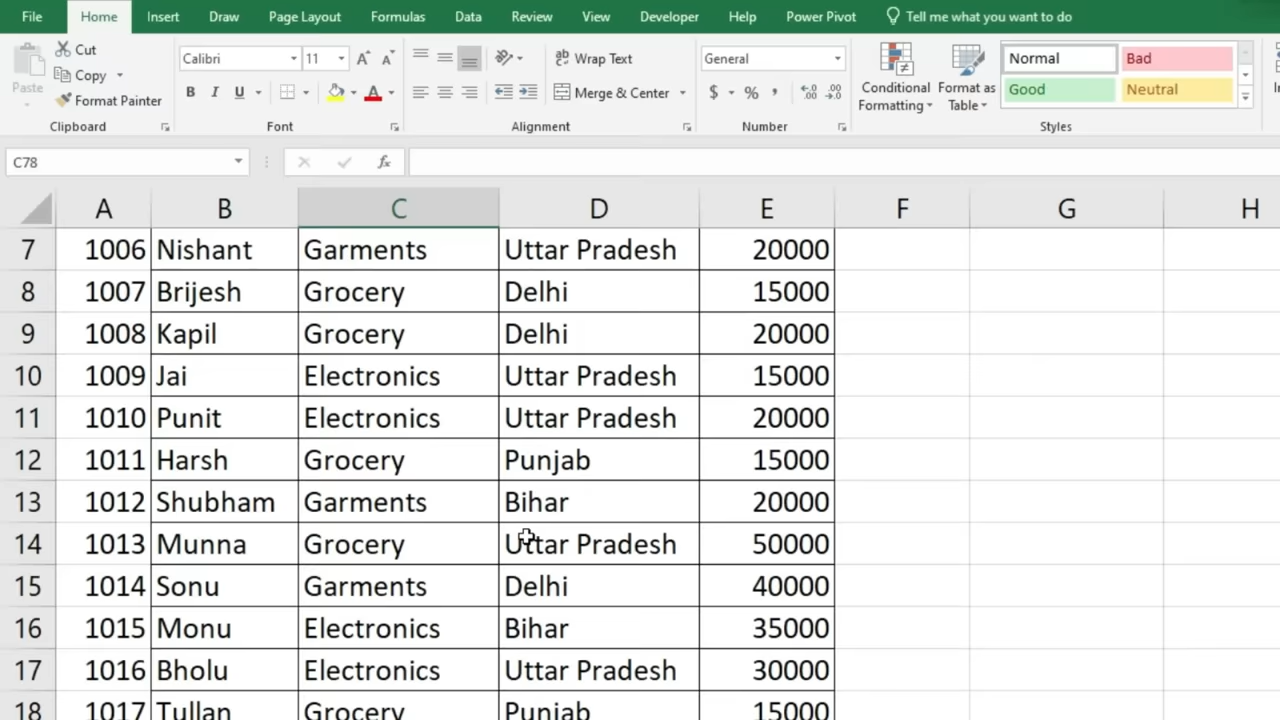 File Home Insert Draw Page Layout Formulas Data Review View Developer Help Power Pivot Tell me what you want to do
Paste
Cut
Copy
Format Painter
Clipboard
Calibri 11 A A
B I U A
Font
ab Wrap Text
Merge & Center
Alignment
General
$ % , .00 .00
Number
Conditional Formatting
Format as Table
Normal Bad
Good Neutral
Styles
C78 fx
A B C D E F G H
7 1006 Nishant Garments Uttar Pradesh 20000
8 1007 Brijesh Grocery Delhi 15000
9 1008 Kapil Grocery Delhi 20000
10 1009 Jai Electronics Uttar Pradesh 15000
11 1010 Punit Electronics Uttar Pradesh 20000
12 1011 Harsh Grocery Punjab 15000
13 1012 Shubham Garments Bihar 20000
14 1013 Munna Grocery Uttar Pradesh 50000
15 1014 Sonu Garments Delhi 40000
16 1015 Monu Electronics Bihar 35000
17 1016 Bholu Electronics Uttar Pradesh 30000
18 1017 Tullan Grocery Punjab 15000